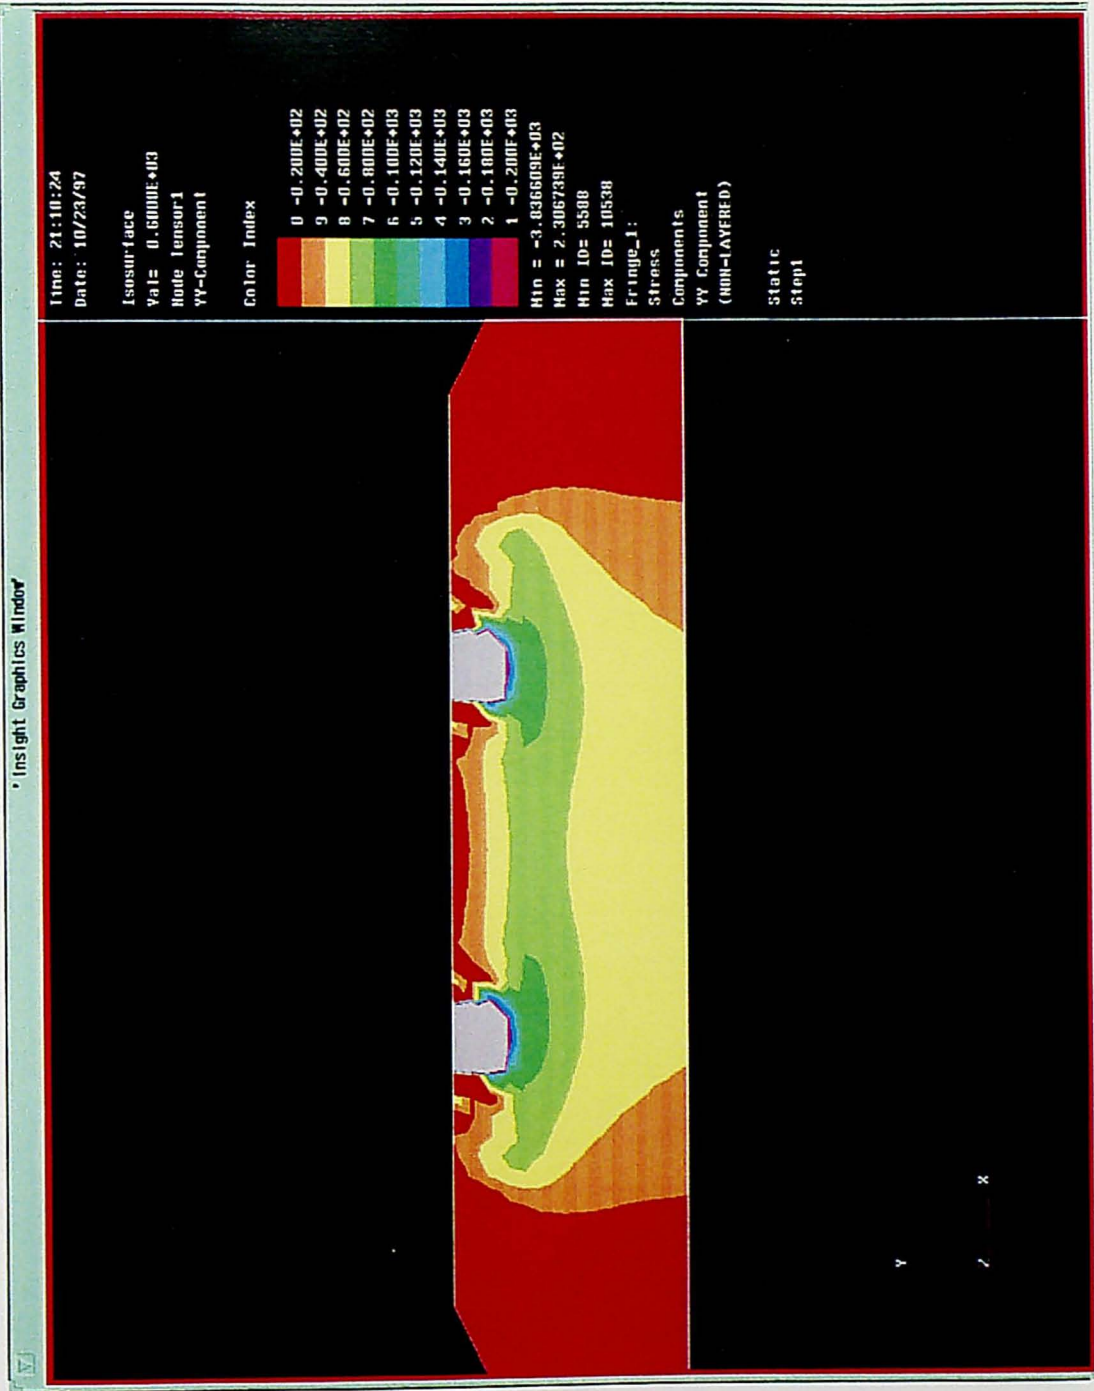 'Insight Graphics Window'
Time: 21:10:24
Date: 10/23/97
Isosurface
Val= 0.6000E+03
Node Tensor1
YY-Component
Color Index
0 -0.200E+02
9 -0.400E+02
8 -0.600E+02
7 -0.800E+02
6 -0.100E+03
5 -0.120E+03
4 -0.140E+03
3 -0.160E+03
2 -0.180E+03
1 -0.200E+03
Min = -3.836609E+03
Max = 2.306739E+02
Min ID= 5588
Max ID= 10538
Fringe_1:
Stress
Components
YY Component
(NON-LAYERED)
Static
Step1
Y
Z X